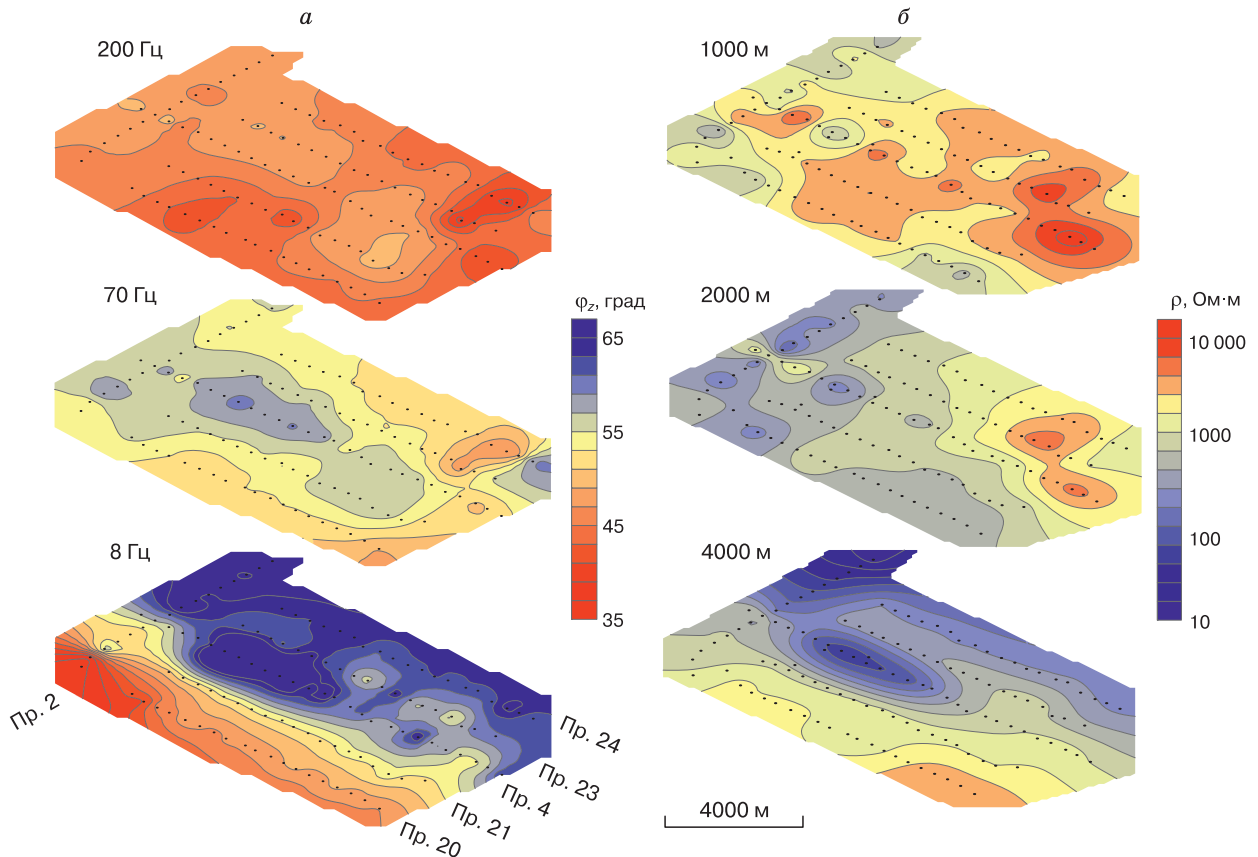 а
б
200 Гц
1000 м
70 Гц
2000 м
φz, град
65
55
45
35
ρ, Ом·м
10 000
1000
100
10
8 Гц
4000 м
Пр. 2
Пр. 24
Пр. 23
Пр. 4
Пр. 21
Пр. 20
4000 м